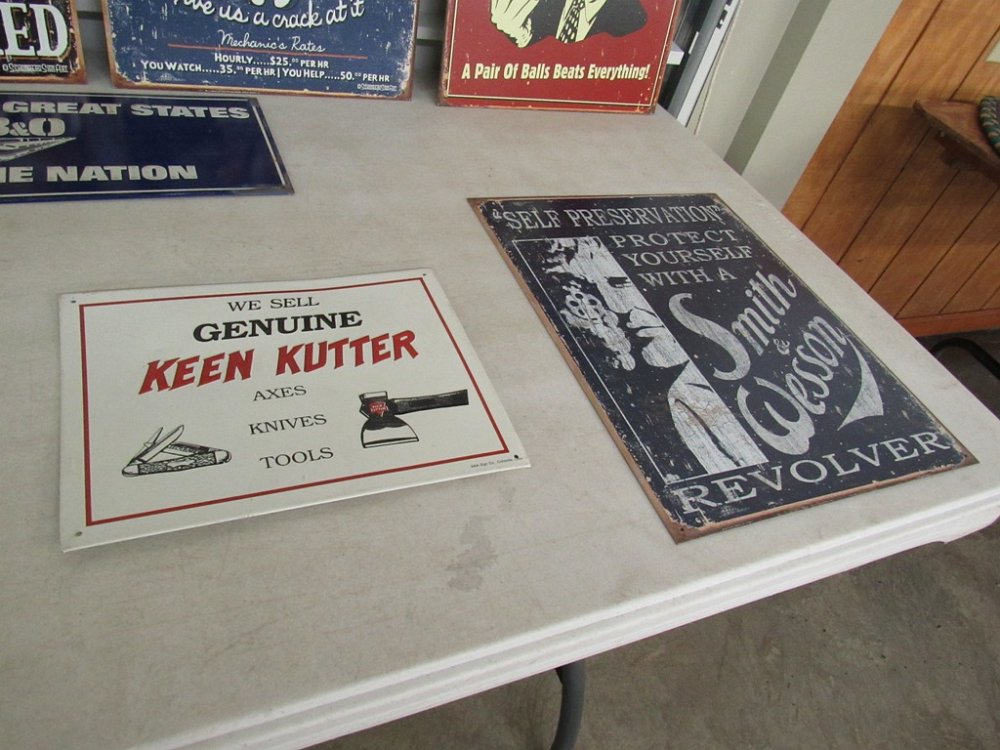 ED
ve us a crack at it
Mechanic's Rates
HOURLY.....$25.00 PER HR
YOU WATCH.....35.00 PER HR | YOU HELP.....50.00 PER HR
A Pair Of Balls Beats Everything!
GREAT STATES
B&O
HE NATION
"SELF PRESERVATION"
PROTECT
YOURSELF
WITH A
Smith
&
Wesson
REVOLVER
WE SELL
GENUINE
KEEN KUTTER
AXES
KNIVES
TOOLS